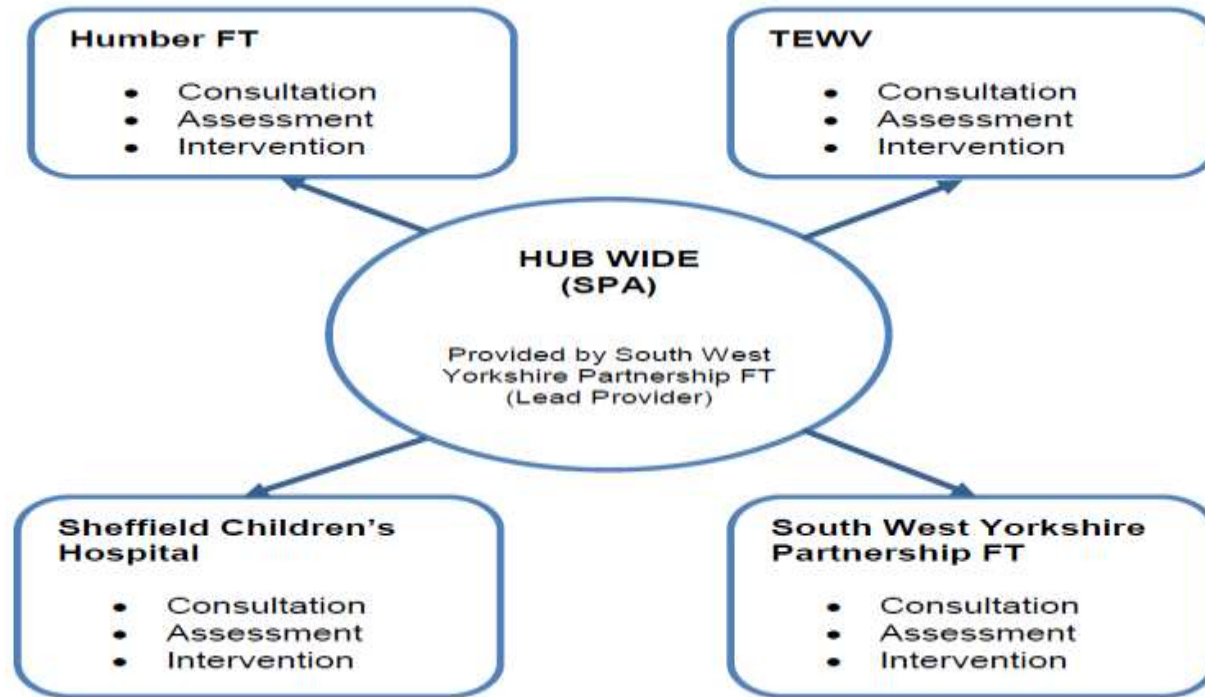 Humber FT
• Consultation
• Assessment
• Intervention
TEWV
• Consultation
• Assessment
• Intervention
HUB WIDE
(SPA)
Provided by South West
Yorkshire Partnership FT
(Lead Provider)
Sheffield Children's
Hospital
• Consultation
• Assessment
• Intervention
South West Yorkshire
Partnership FT
• Consultation
• Assessment
• Intervention